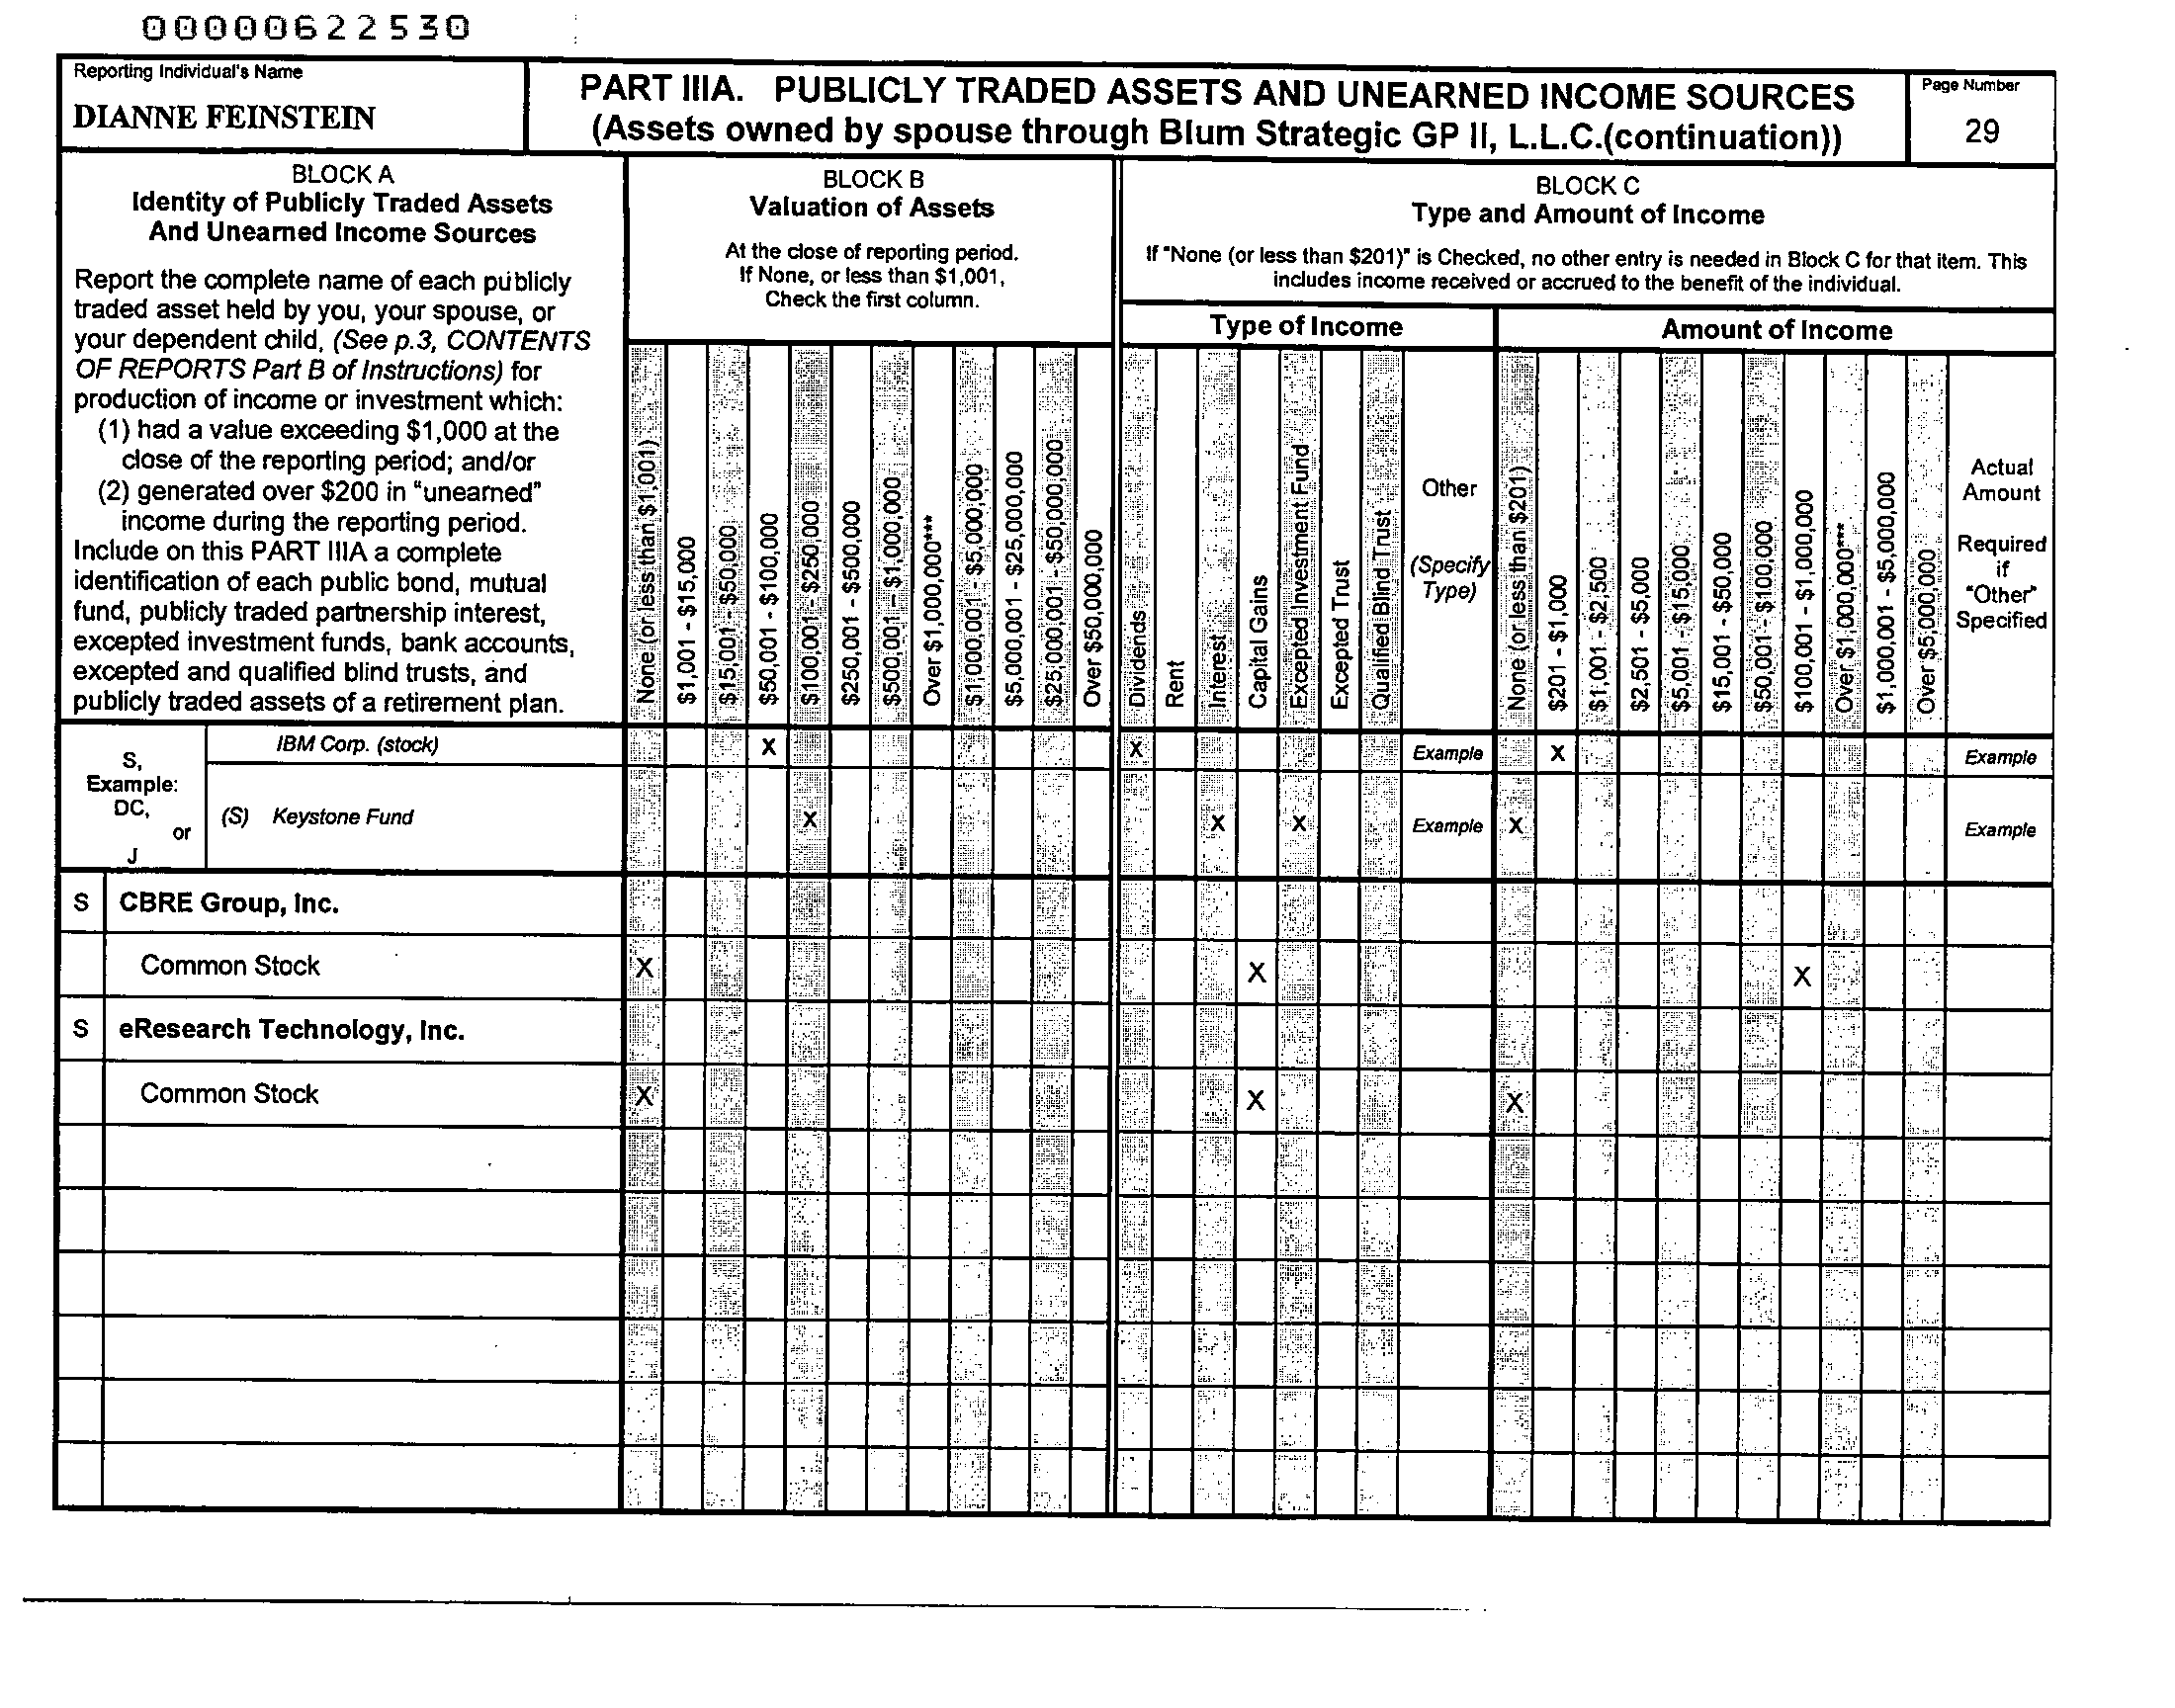 00000622530
Reporting Individual's Name
DIANNE FEINSTEIN
PART IIIA. PUBLICLY TRADED ASSETS AND UNEARNED INCOME SOURCES
(Assets owned by spouse through Blum Strategic GP II, L.L.C.(continuation))
Page Number
29
BLOCK A
Identity of Publicly Traded Assets
And Unearned Income Sources
Report the complete name of each publicly
traded asset held by you, your spouse, or
your dependent child, (See p.3, CONTENTS
OF REPORTS Part B of Instructions) for
production of income or investment which:
(1) had a value exceeding $1,000 at the
close of the reporting period; and/or
(2) generated over $200 in "unearned"
income during the reporting period.
Include on this PART IIIA a complete
identification of each public bond, mutual
fund, publicly traded partnership interest,
excepted investment funds, bank accounts,
excepted and qualified blind trusts, and
publicly traded assets of a retirement plan.
BLOCK B
Valuation of Assets
At the close of reporting period.
If None, or less than $1,001,
Check the first column.
None (or less than $1,001)
$1,001 - $15,000
$15,001 - $50,000
$50,001 - $100,000
$100,001 - $250,000
$250,001 - $500,000
$500,001 - $1,000,000
Over $1,000,000***
$1,000,001 - $5,000,000
$5,000,001 - $25,000,000
$25,000,001 - $50,000,000
Over $50,000,000
BLOCK C
Type and Amount of Income
If "None (or less than $201)" is Checked, no other entry is needed in Block C for that item. This
includes income received or accrued to the benefit of the individual.
Type of Income
Dividends
Rent
Interest
Capital Gains
Excepted Investment Fund
Excepted Trust
Qualified Blind Trust
Other
(Specify
Type)
Amount of Income
None (or less than $201)
$201 - $1,000
$1,001 - $2,500
$2,501 - $5,000
$5,001 - $15,000
$15,001 - $50,000
$50,001 - $100,000
$100,001 - $1,000,000
Over $1,000,000***
$1,000,001 - $5,000,000
Over $5,000,000
Actual
Amount
Required
if
"Other"
Specified
S,
Example:
DC,
or
J
IBM Corp. (stock) X X Example X Example
(S) Keystone Fund X X X Example X Example
S CBRE Group, Inc.
Common Stock X X X
S eResearch Technology, Inc.
Common Stock X X X